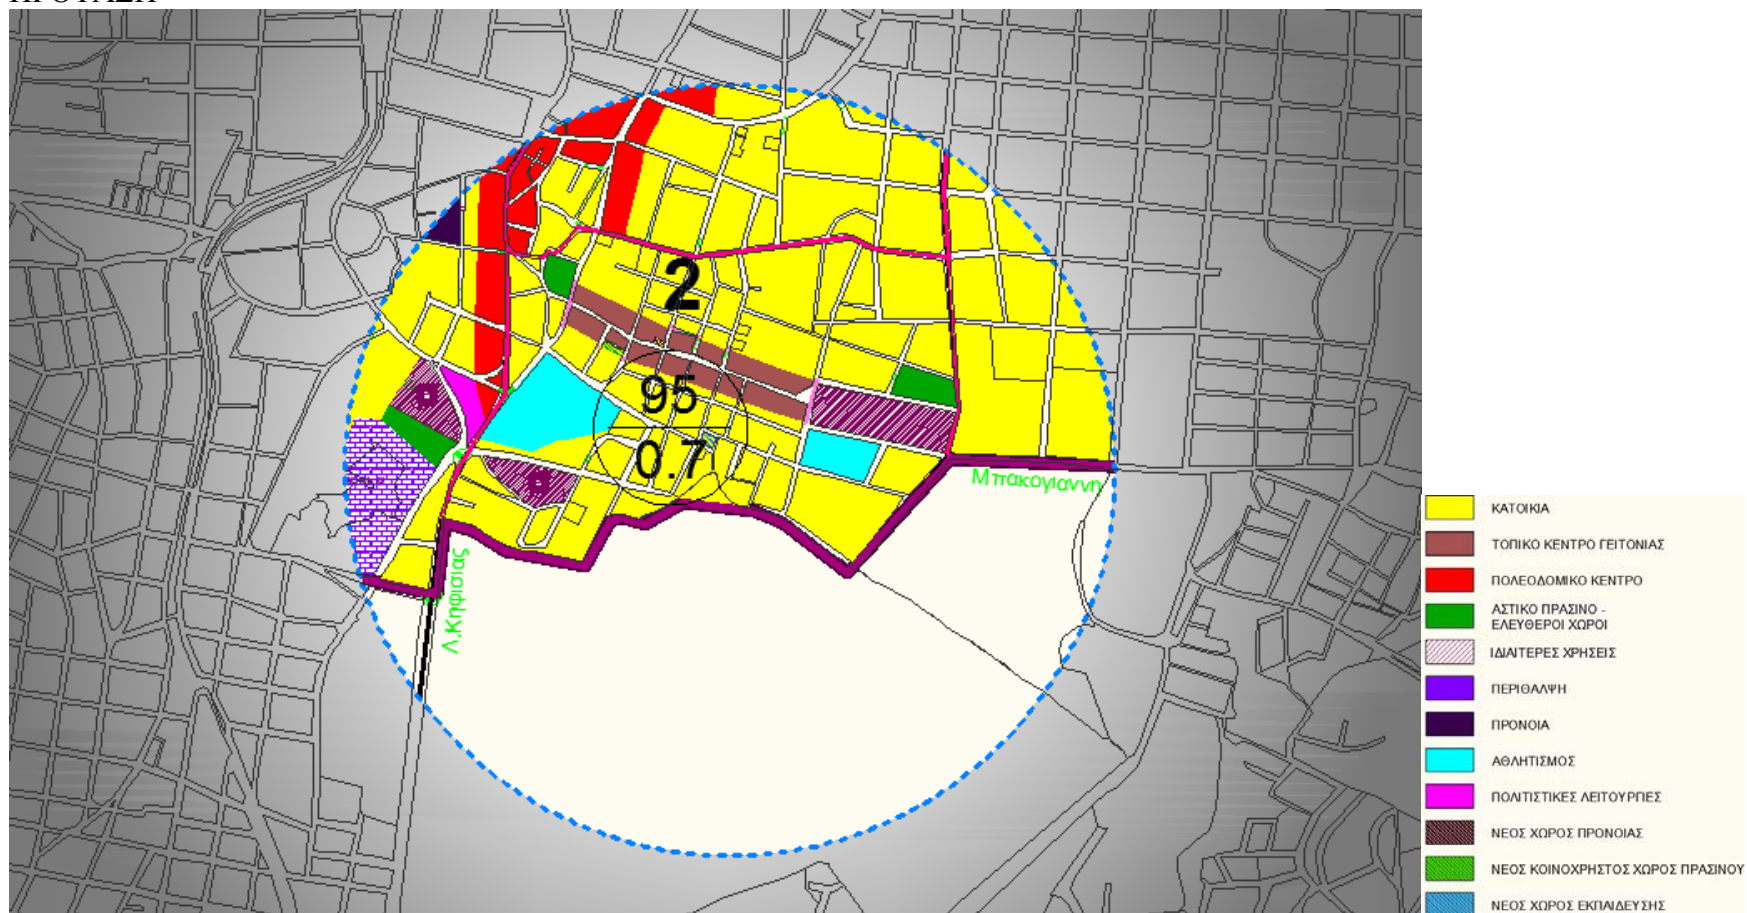 ΠΡΟΤΑΣΗ
2
95
0.7
Μπακογιαννη
Λ.Κηφισιας
ΚΑΤΟΙΚΙΑ
ΤΟΠΙΚΟ ΚΕΝΤΡΟ ΓΕΙΤΟΝΙΑΣ
ΠΟΛΕΟΔΟΜΙΚΟ ΚΕΝΤΡΟ
ΑΣΤΙΚΟ ΠΡΑΣΙΝΟ -
ΕΛΕΥΘΕΡΟΙ ΧΩΡΟΙ
ΙΔΙΑΙΤΕΡΕΣ ΧΡΗΣΕΙΣ
ΠΕΡΙΘΑΛΨΗ
ΠΡΟΝΟΙΑ
ΑΘΛΗΤΙΣΜΟΣ
ΠΟΛΙΤΙΣΤΙΚΕΣ ΛΕΙΤΟΥΡΓΙΕΣ
ΝΕΟΣ ΧΩΡΟΣ ΠΡΟΝΟΙΑΣ
ΝΕΟΣ ΚΟΙΝΟΧΡΗΣΤΟΣ ΧΩΡΟΣ ΠΡΑΣΙΝΟΥ
ΝΕΟΣ ΧΩΡΟΣ ΕΚΠΑΙΔΕΥΣΗΣ